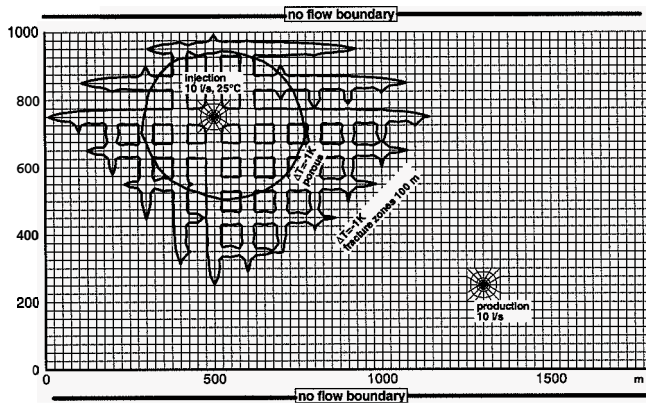 no flow boundary
1000
injection
10 l/s, 25°C
800
ΔT=-1K
porous
600
ΔT=-1K
fracture zones 100 m
400
200
production
10 l/s
0
0
500
1000
1500
m
no flow boundary